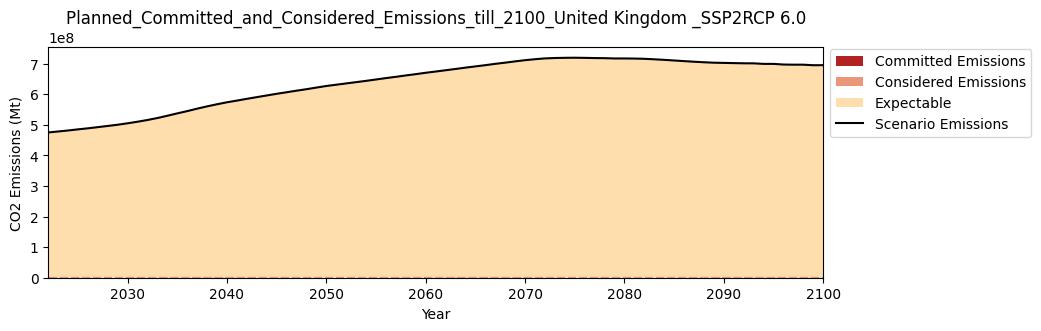 Planned_Committed_and_Considered_Emissions_till_2100_United Kingdom _SSP2RCP 6.0
1e8
7
6
5
4
3
2
1
0
CO2 Emissions (Mt)
2030 2040 2050 2060 2070 2080 2090 2100
Year
Committed Emissions
Considered Emissions
Expectable
Scenario Emissions